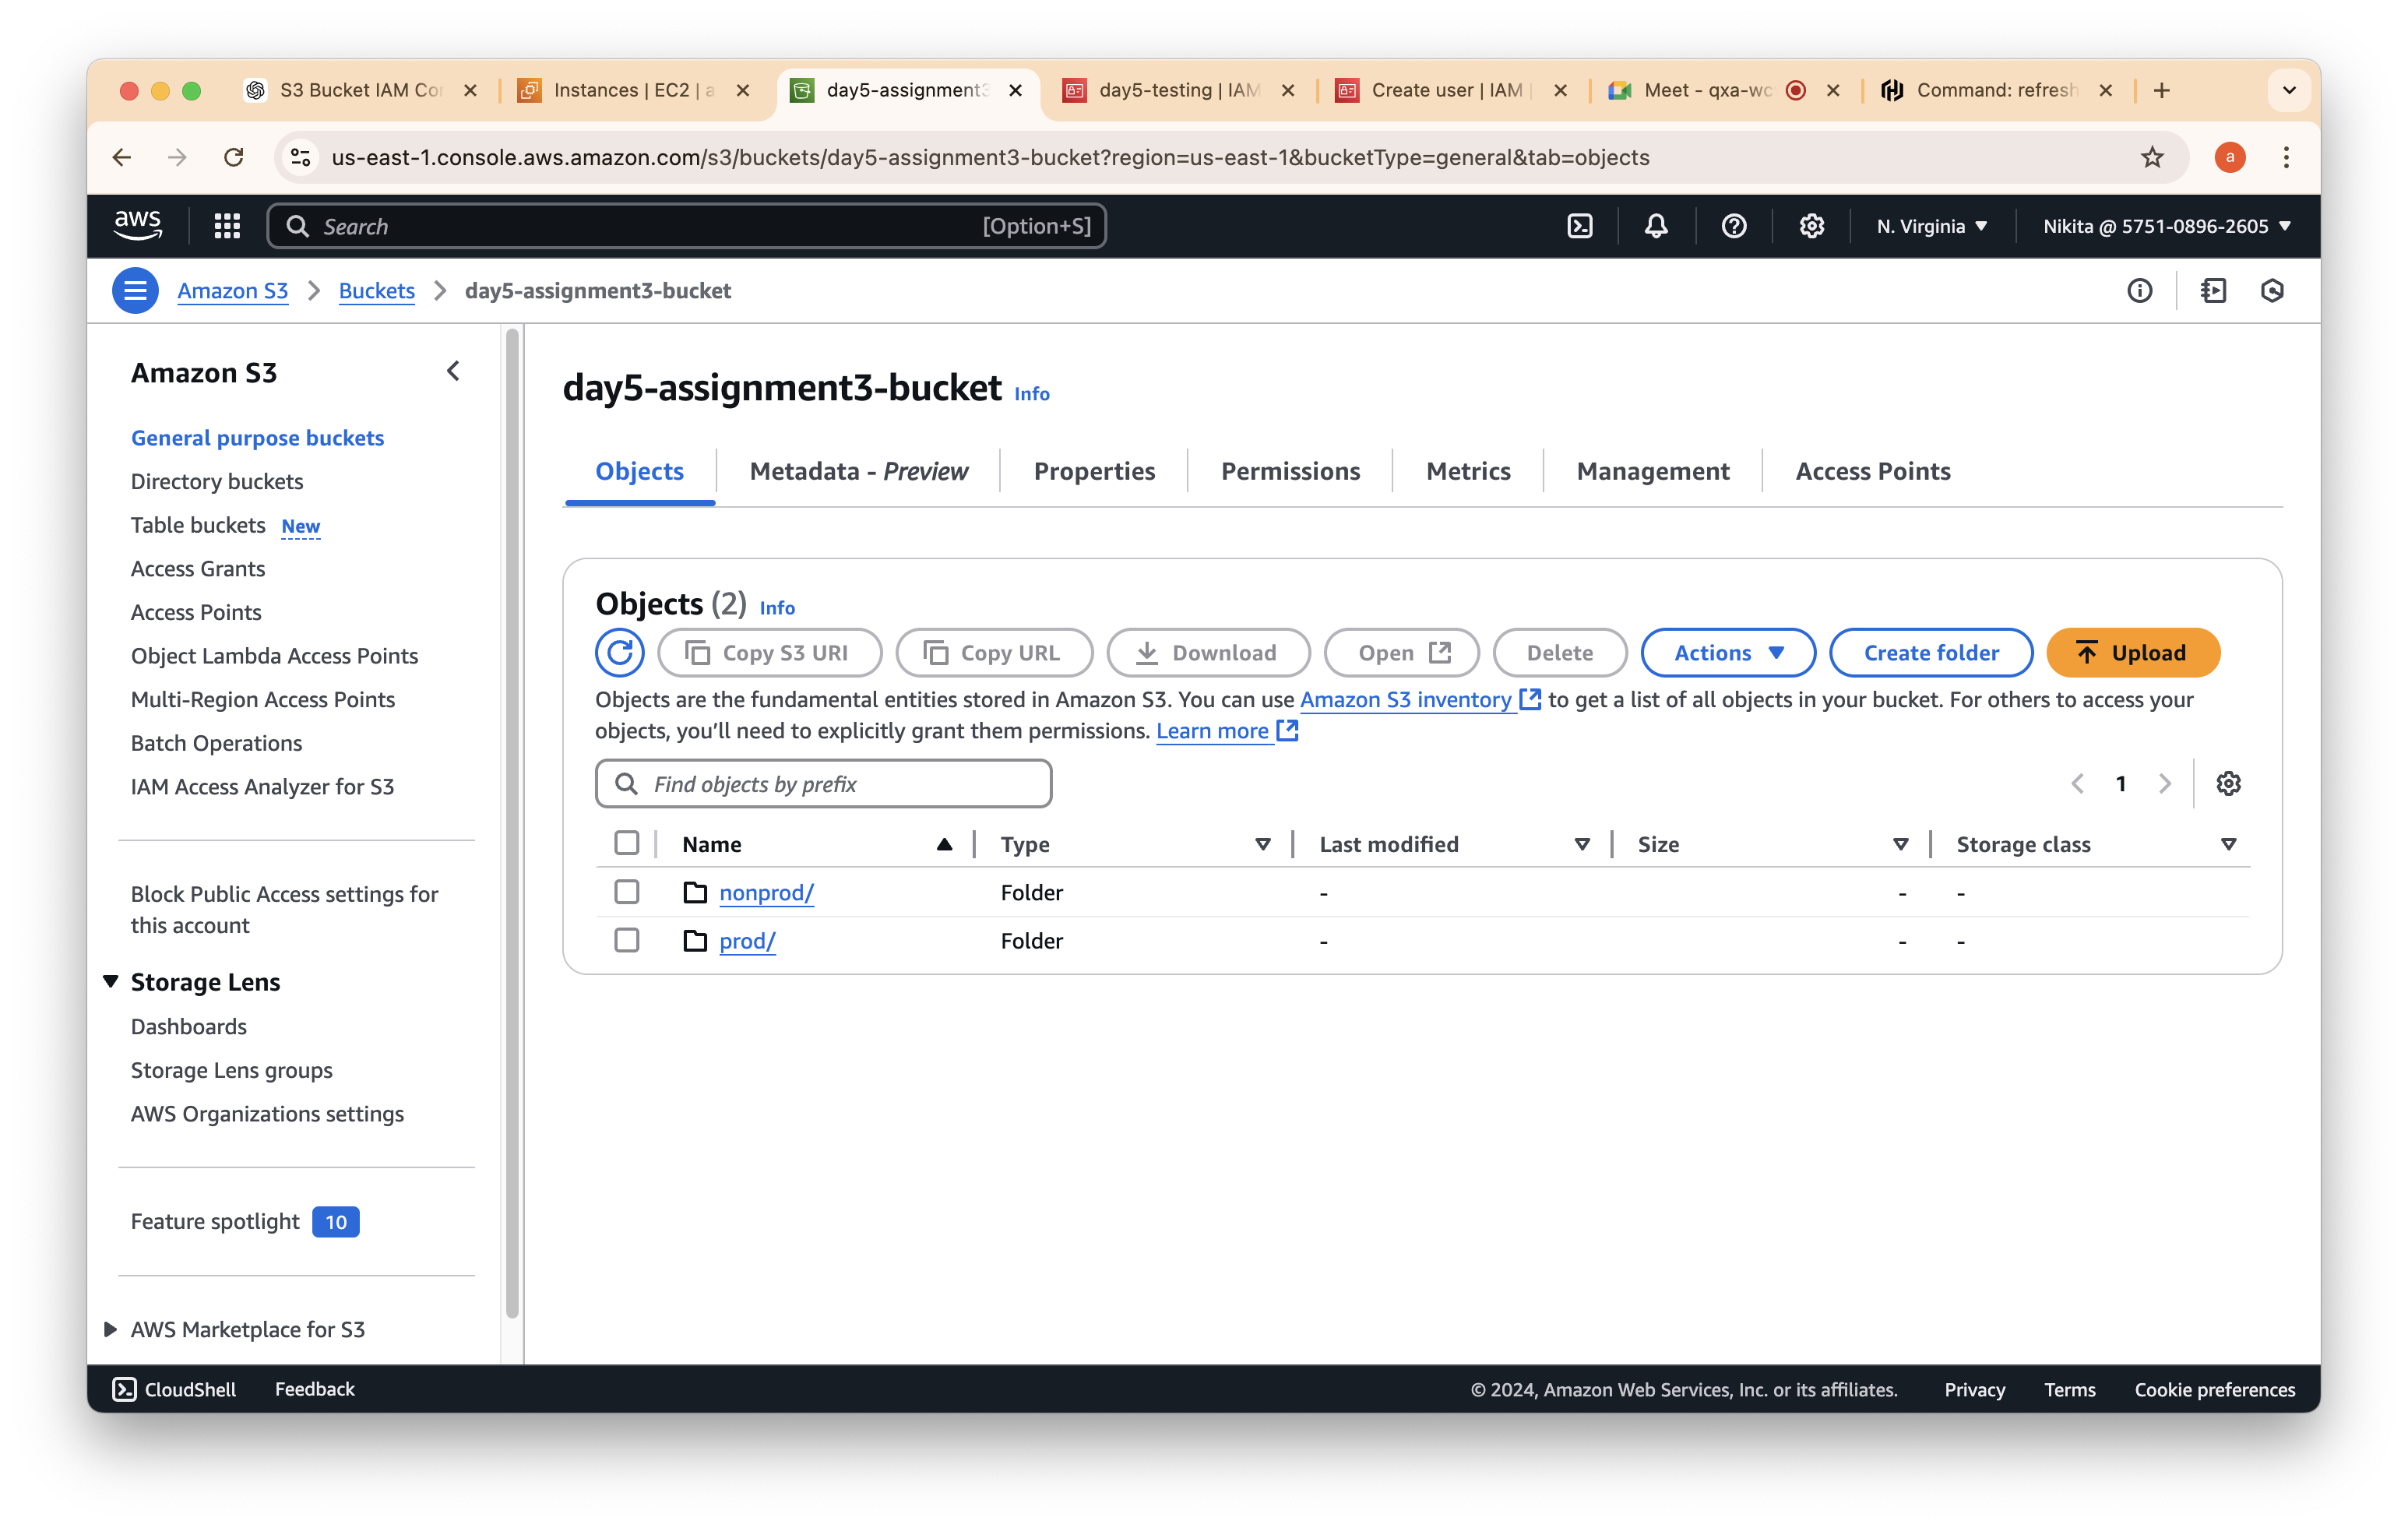 S3 Bucket IAM Co
Instances | EC2 | a
day5-assignment3
day5-testing | IAM
Create user | IAM |
Meet - qxa-wc
Command: refresh
us-east-1.console.aws.amazon.com/s3/buckets/day5-assignment3-bucket?region=us-east-1&bucketType=general&tab=objects
a
aws
Search
[Option+S]
N. Virginia
Nikita @ 5751-0896-2605
Amazon S3
Buckets
day5-assignment3-bucket
Amazon S3
General purpose buckets
Directory buckets
Table buckets New
Access Grants
Access Points
Object Lambda Access Points
Multi-Region Access Points
Batch Operations
IAM Access Analyzer for S3
Block Public Access settings for
this account
Storage Lens
Dashboards
Storage Lens groups
AWS Organizations settings
Feature spotlight 10
AWS Marketplace for S3
day5-assignment3-bucket Info
Objects
Metadata - Preview
Properties
Permissions
Metrics
Management
Access Points
Objects (2) Info
Copy S3 URI
Copy URL
Download
Open
Delete
Actions
Create folder
Upload
Objects are the fundamental entities stored in Amazon S3. You can use Amazon S3 inventory to get a list of all objects in your bucket. For others to access your
objects, you'll need to explicitly grant them permissions. Learn more
Find objects by prefix
1
Name Type Last modified Size Storage class
nonprod/ Folder - - -
prod/ Folder - - -
CloudShell
Feedback
© 2024, Amazon Web Services, Inc. or its affiliates.
Privacy
Terms
Cookie preferences